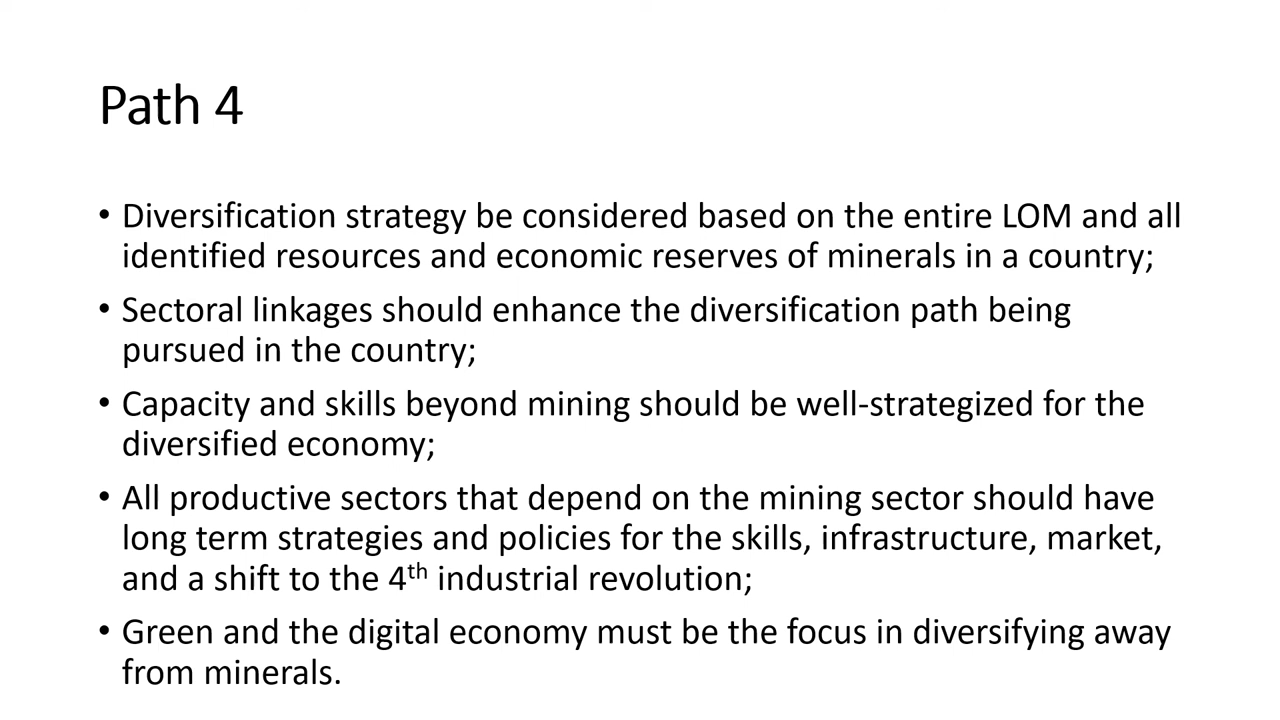 Path 4
• Diversification strategy be considered based on the entire LOM and all
identified resources and economic reserves of minerals in a country;
• Sectoral linkages should enhance the diversification path being
pursued in the country;
• Capacity and skills beyond mining should be well-strategized for the
diversified economy;
• All productive sectors that depend on the mining sector should have
long term strategies and policies for the skills, infrastructure, market,
and a shift to the 4th industrial revolution;
• Green and the digital economy must be the focus in diversifying away
from minerals.